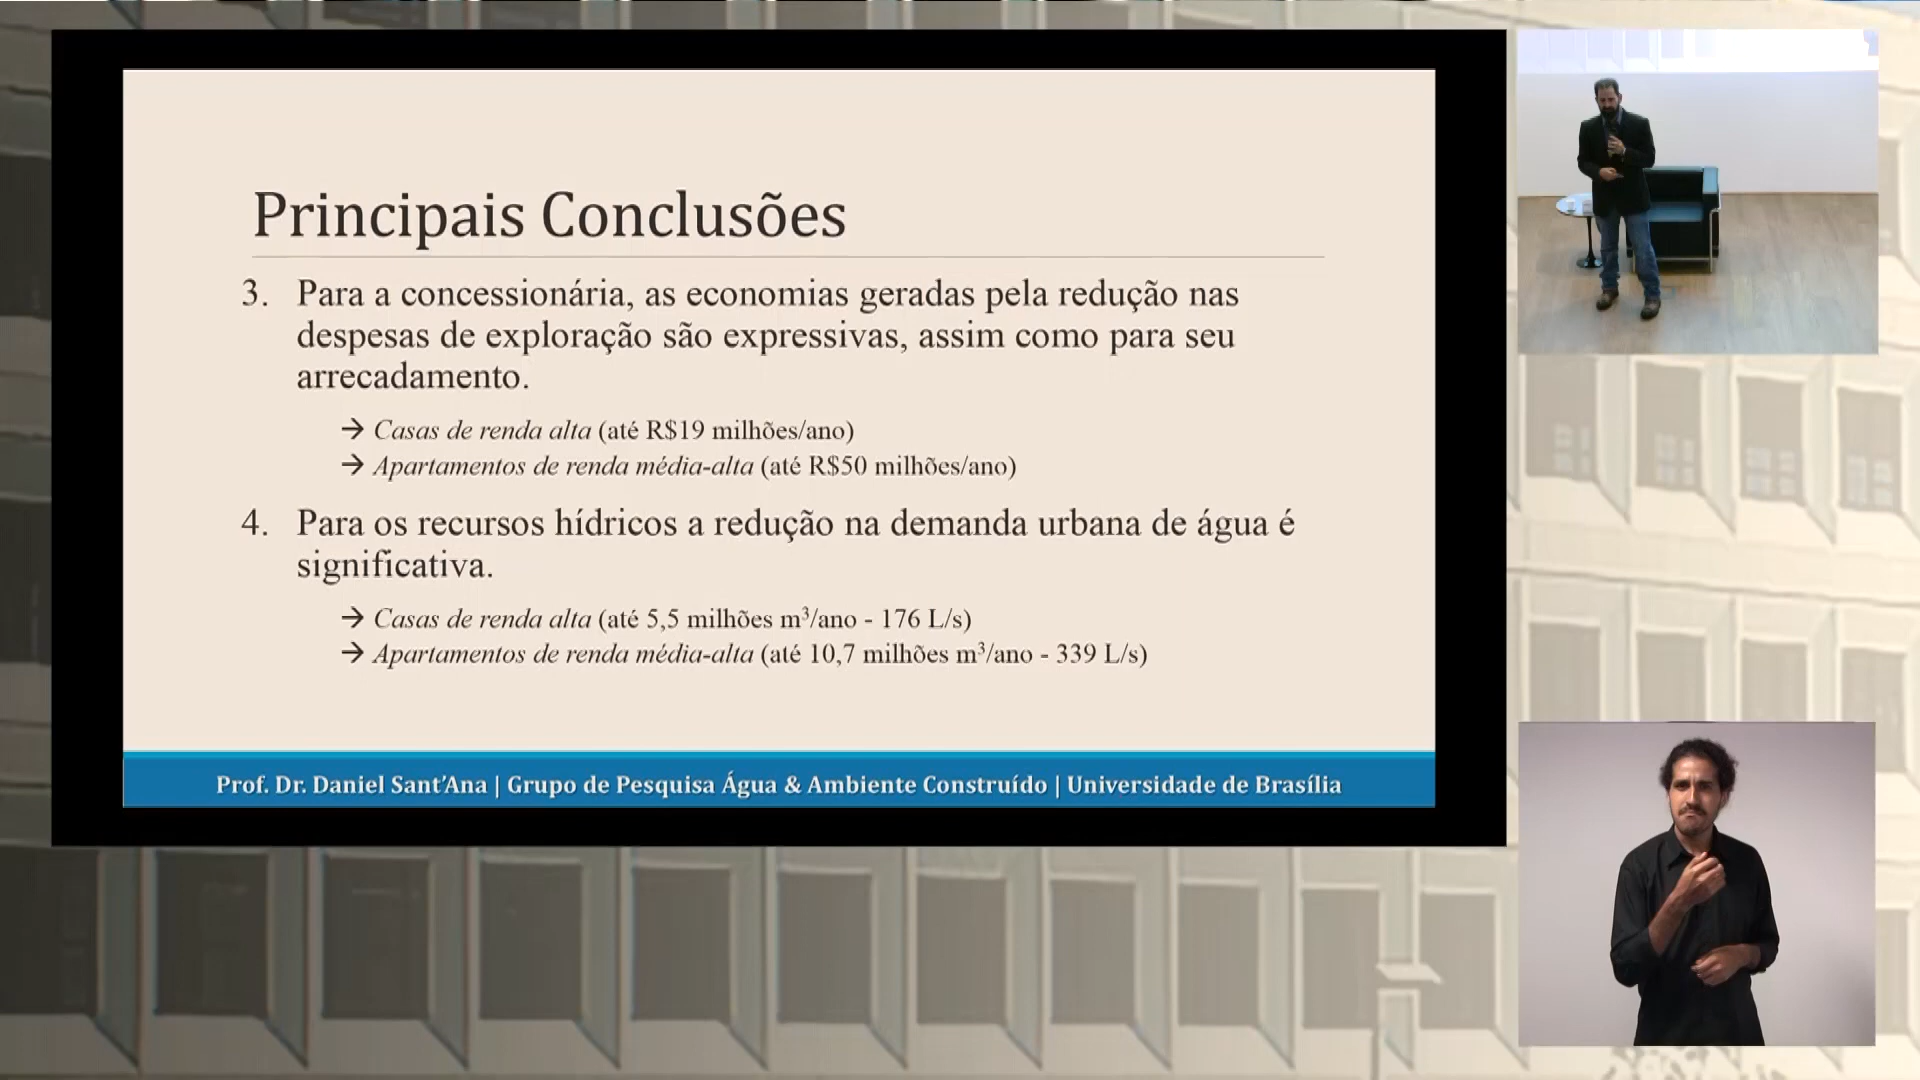 Principais Conclusões
3. Para a concessionária, as economias geradas pela redução nas
despesas de exploração são expressivas, assim como para seu
arrecadamento.
→ Casas de renda alta (até R$19 milhões/ano)
→ Apartamentos de renda média-alta (até R$50 milhões/ano)
4. Para os recursos hídricos a redução na demanda urbana de água é
significativa.
→ Casas de renda alta (até 5,5 milhões m³/ano - 176 L/s)
→ Apartamentos de renda média-alta (até 10,7 milhões m³/ano - 339 L/s)
Prof. Dr. Daniel Sant’Ana | Grupo de Pesquisa Água & Ambiente Construído | Universidade de Brasília